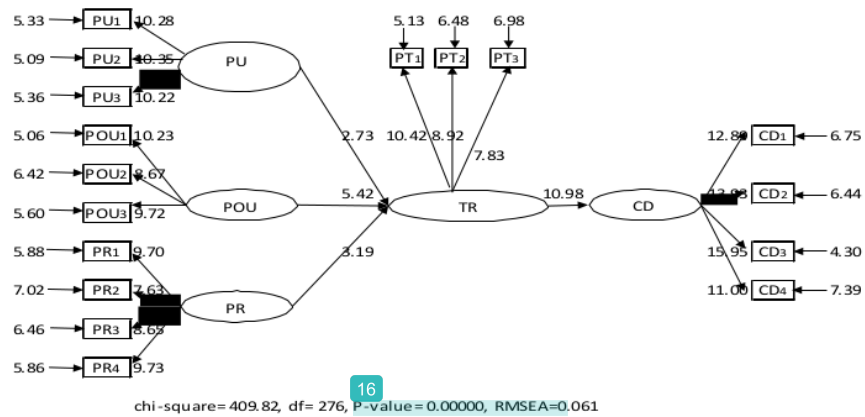 5.33 PU1 10.28
5.09 PU2 10.35
5.36 PU3 10.22
PU
5.06 POU1 10.23
6.42 POU2 8.67
5.60 POU3 9.72
POU
5.88 PR1 9.70
7.02 PR2 7.63
6.46 PR3 8.65
5.86 PR4 9.73
PR
2.73
5.42
3.19
5.13 6.48 6.98
PT1 PT2 PT3
10.42 8.92
7.83
TR
10.98
CD
CD1 6.75
CD2 6.44
15.95 CD3 4.30
11.00 CD4 7.39
16
chi-square= 409.82, df= 276, P-value= 0.00000, RMSEA=0.061